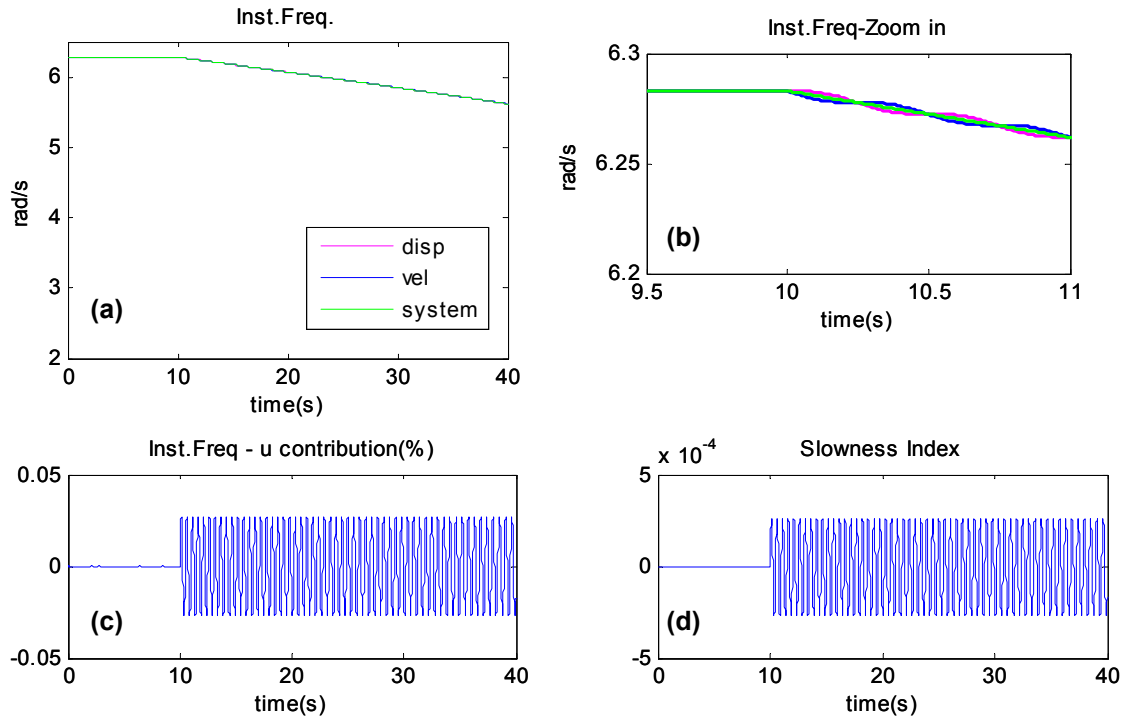 Inst.Freq.
6
5
4
3
2
rad/s
disp
vel
system
(a)
0 10 20 30 40
time(s)
Inst.Freq-Zoom in
6.3
6.25
6.2
rad/s
(b)
9.5 10 10.5 11
time(s)
Inst.Freq - u contribution(%)
0.05
0
-0.05
(c)
0 10 20 30 40
time(s)
Slowness Index
x 10-4
5
0
-5
(d)
0 10 20 30 40
time(s)